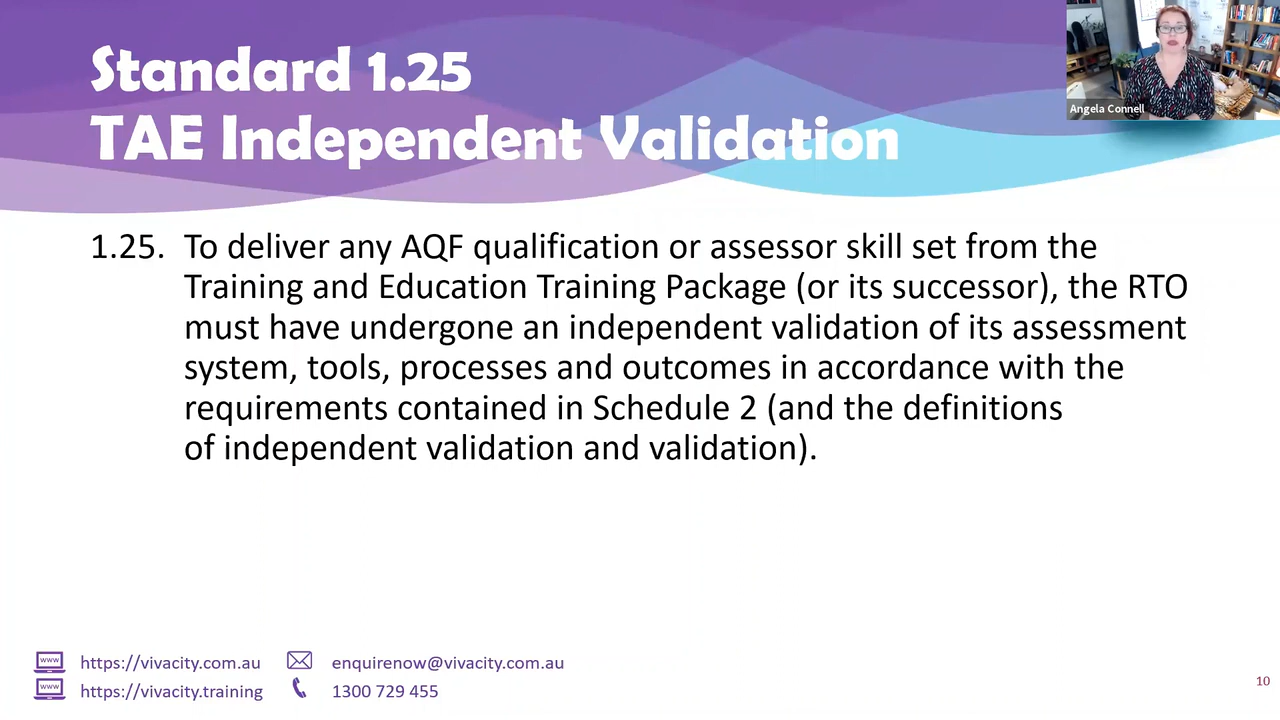 Standard 1.25
TAE Independent Validation
Angela Connell
1.25. To deliver any AQF qualification or assessor skill set from the
Training and Education Training Package (or its successor), the RTO
must have undergone an independent validation of its assessment
system, tools, processes and outcomes in accordance with the
requirements contained in Schedule 2 (and the definitions
of independent validation and validation).
www https://vivacity.com.au enquirenow@vivacity.com.au
www https://vivacity.training 1300 729 455
10